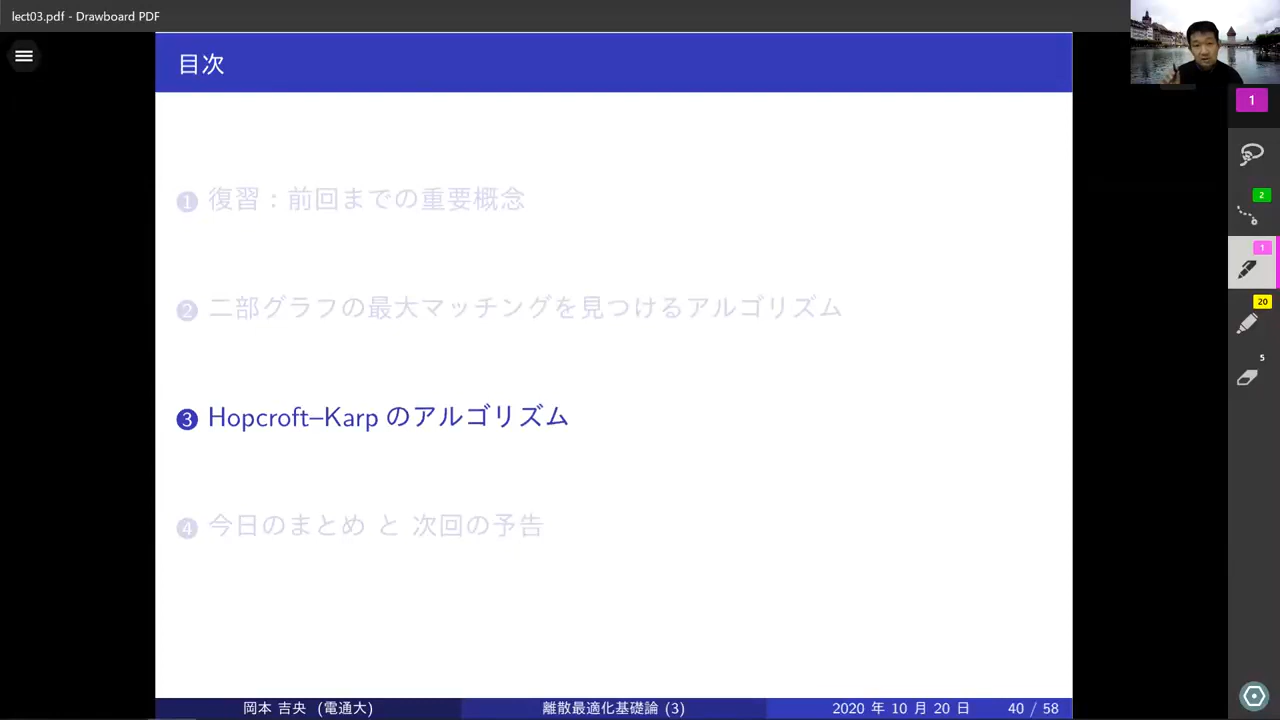 lect03.pdf - Drawboard PDF
目次
1
1 復習：前回までの重要概念
2
2 二部グラフの最大マッチングを見つけるアルゴリズム
1
20
3 Hopcroft–Karp のアルゴリズム
5
4 今日のまとめ と 次回の予告
岡本 吉央 (電通大) 離散最適化基礎論 (3) 2020 年 10 月 20 日 40 / 58